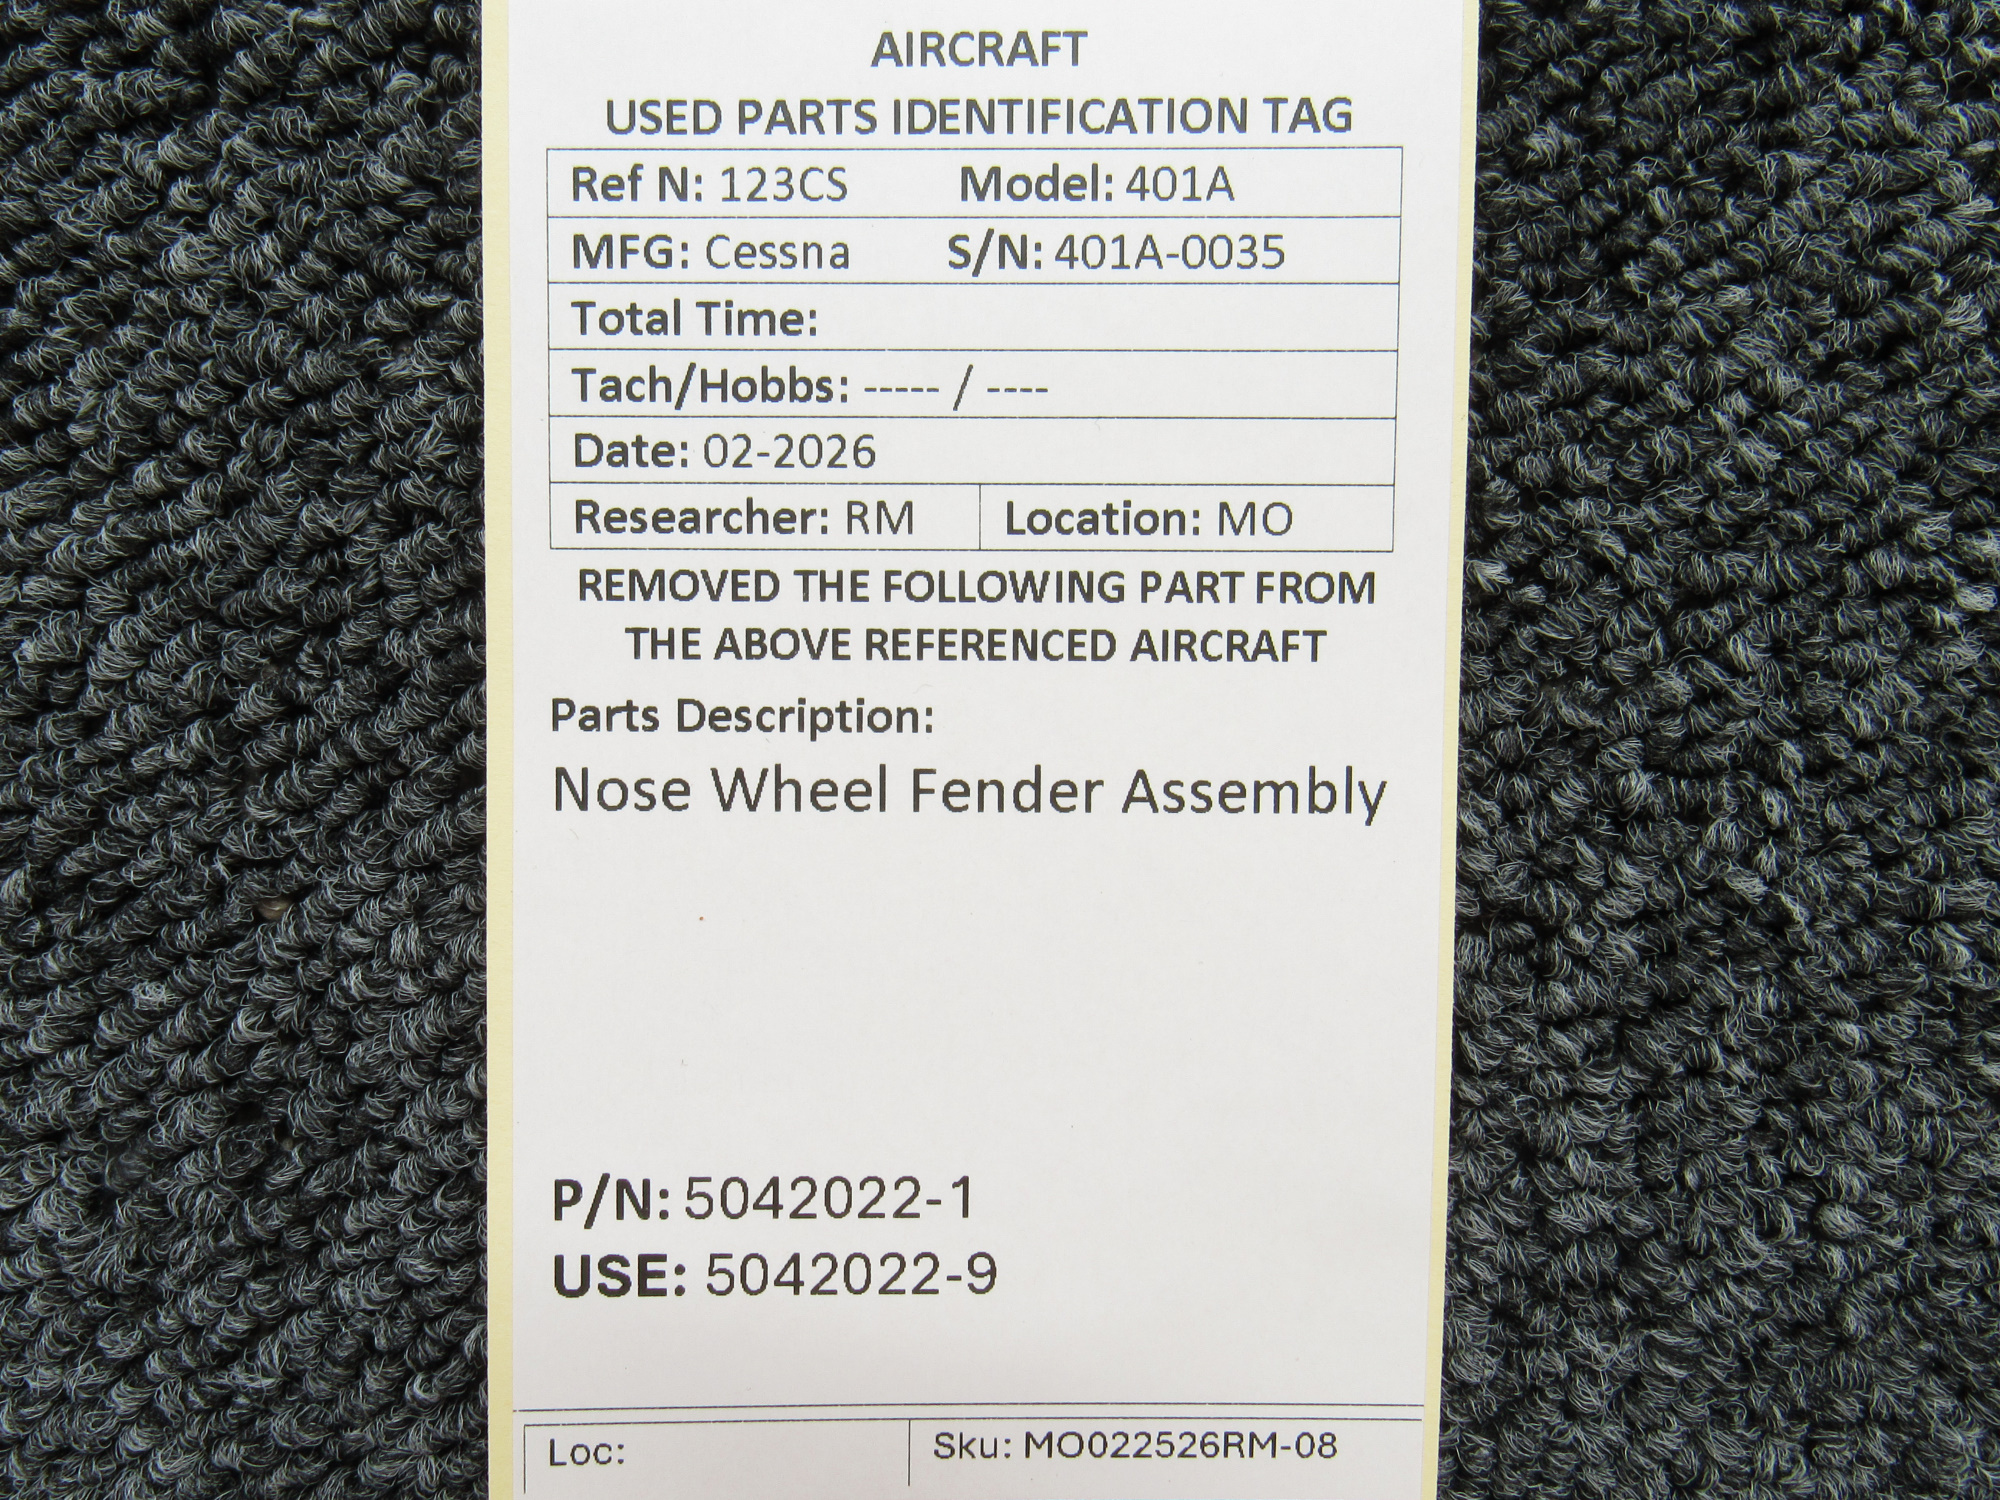 AIRCRAFT
USED PARTS IDENTIFICATION TAG
Ref N: 123CS Model: 401A
MFG: Cessna S/N: 401A-0035
Total Time:
Tach/Hobbs: ----- / ----
Date: 02-2026
Researcher: RM Location: MO
REMOVED THE FOLLOWING PART FROM
THE ABOVE REFERENCED AIRCRAFT
Parts Description:
Nose Wheel Fender Assembly
P/N: 5042022-1
USE: 5042022-9
Loc: Sku: MO022526RM-08